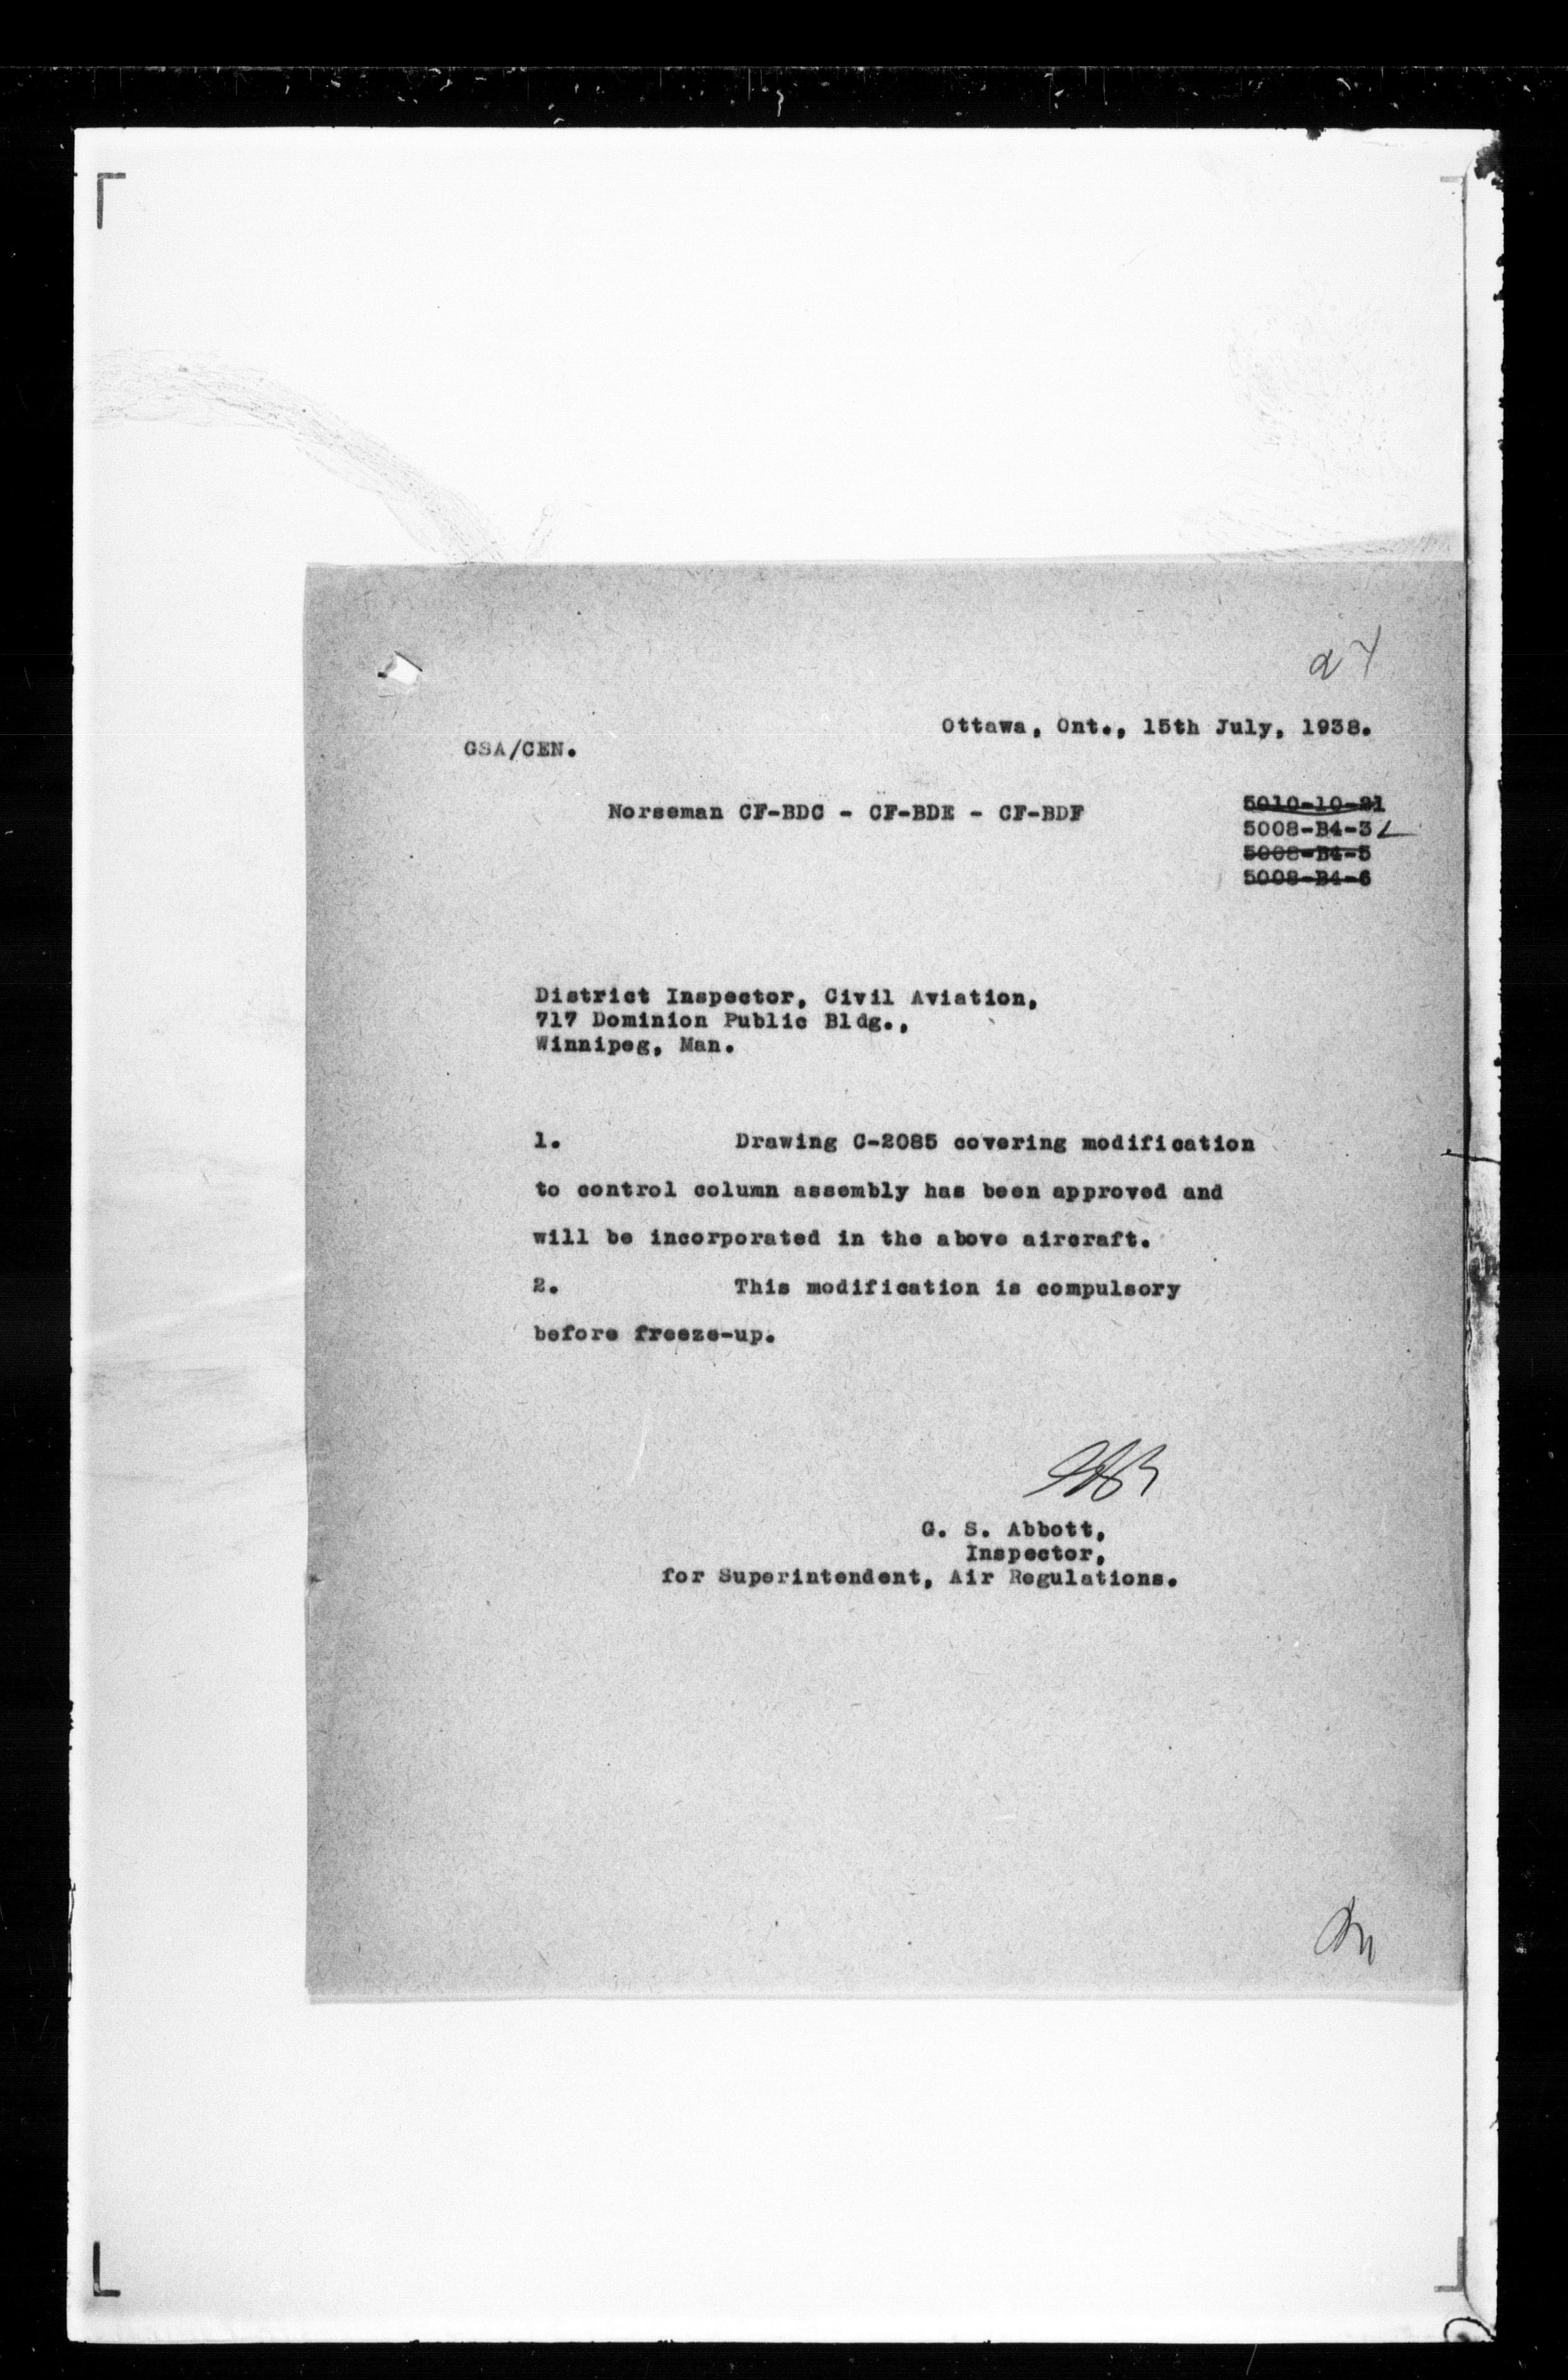 24
Ottawa, Ont., 15th July, 1938.
GSA/CEN.
Norseman CF-BDC - CF-BDE - CF-BDF
5010-10-21
5008-B4-3
5008-B4-5
5008-B4-6
District Inspector, Civil Aviation,
717 Dominion Public Bldg.,
Winnipeg, Man.
1. Drawing C-2085 covering modification
to control column assembly has been approved and
will be incorporated in the above aircraft.
2. This modification is compulsory
before freeze-up.
G. S. Abbott,
Inspector,
for Superintendent, Air Regulations.